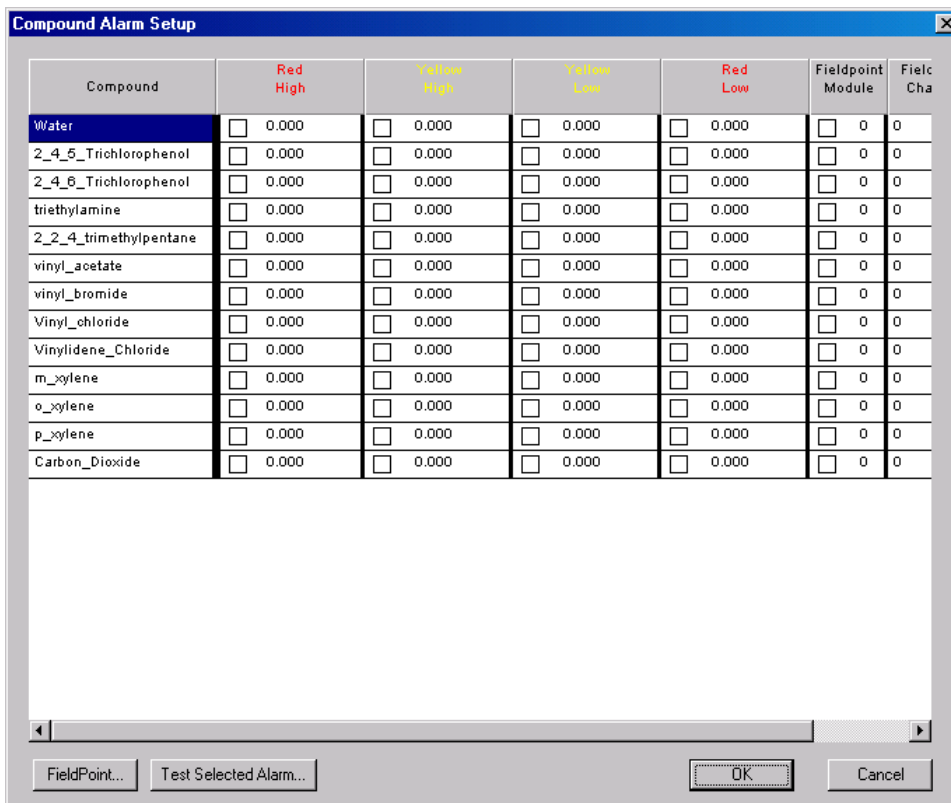 Compound Alarm Setup
Compound Red High Yellow High Yellow Low Red Low Fieldpoint Module Fielc Cha
Water 0.000 0.000 0.000 0.000 0 0
2_4_5_Trichlorophenol 0.000 0.000 0.000 0.000 0 0
2_4_6_Trichlorophenol 0.000 0.000 0.000 0.000 0 0
triethylamine 0.000 0.000 0.000 0.000 0 0
2_2_4_trimethylpentane 0.000 0.000 0.000 0.000 0 0
vinyl_acetate 0.000 0.000 0.000 0.000 0 0
vinyl_bromide 0.000 0.000 0.000 0.000 0 0
Vinyl_chloride 0.000 0.000 0.000 0.000 0 0
Vinylidene_Chloride 0.000 0.000 0.000 0.000 0 0
m_xylene 0.000 0.000 0.000 0.000 0 0
o_xylene 0.000 0.000 0.000 0.000 0 0
p_xylene 0.000 0.000 0.000 0.000 0 0
Carbon_Dioxide 0.000 0.000 0.000 0.000 0 0
FieldPoint... Test Selected Alarm... OK Cancel